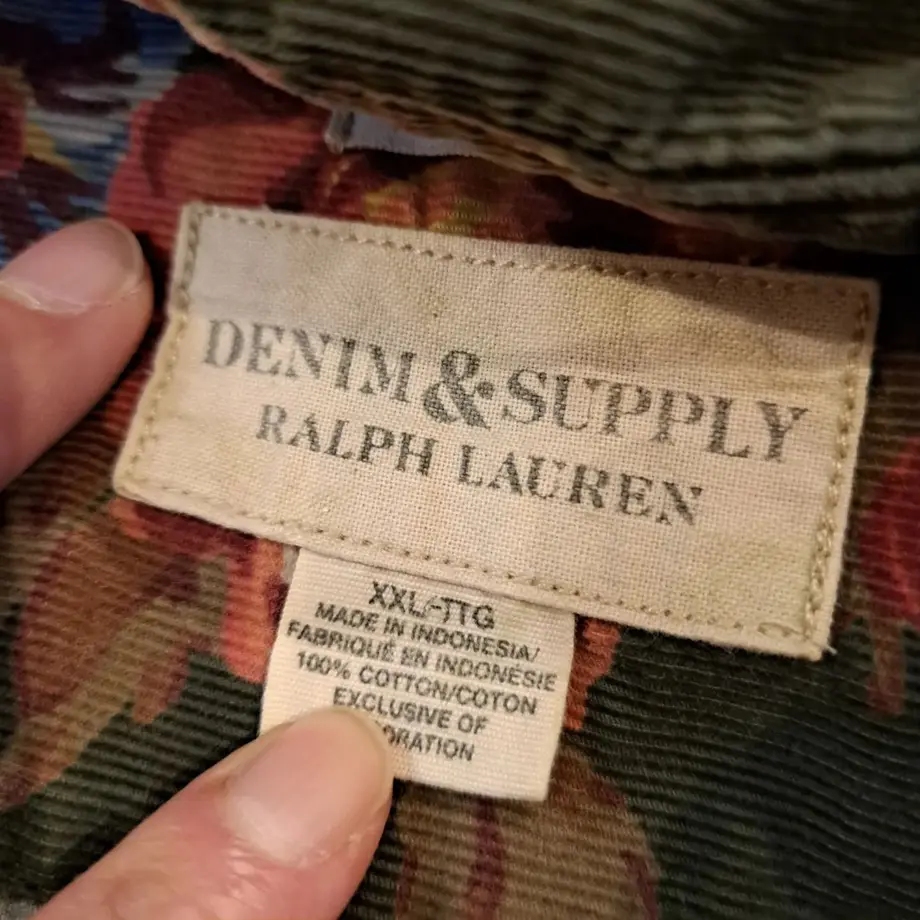 DENIM & SUPPLY
RALPH LAUREN
XXL/TTG
MADE IN INDONESIA/
FABRIQUÉ EN INDONÉSIE
100% COTTON/COTON
EXCLUSIVE OF